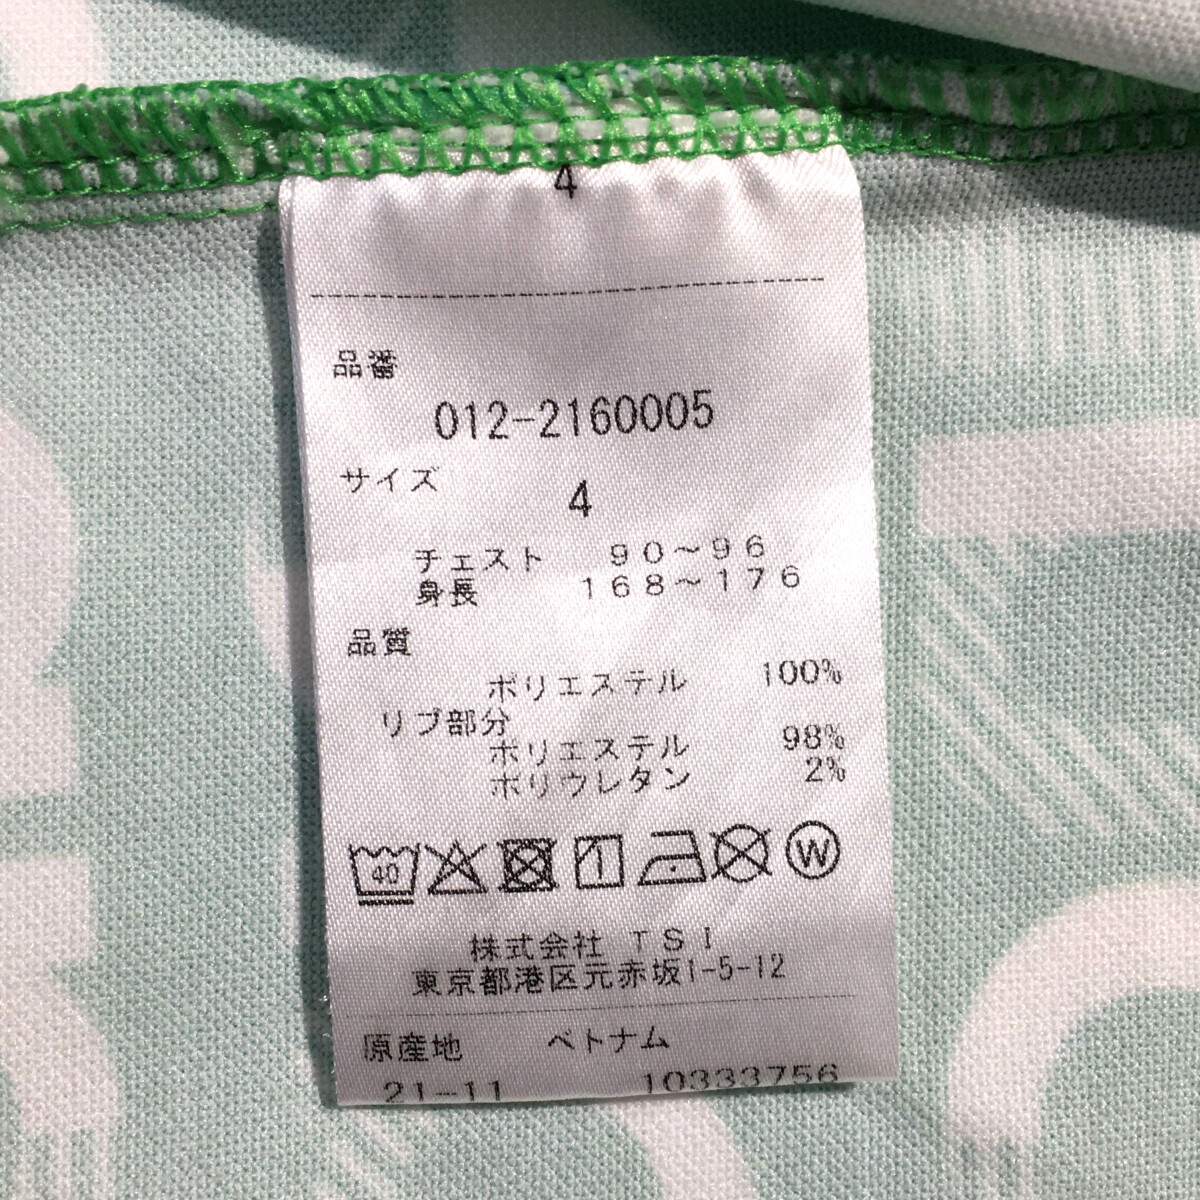 4
品番
012-2160005
サイズ
4
チェスト 90～96
身長 168～176
品質
ポリエステル 100%
リブ部分
ポリエステル 98%
ポリウレタン 2%
40
W
株式会社 TSI
東京都港区元赤坂1-5-12
原産地 ベトナム
21-11 10333756